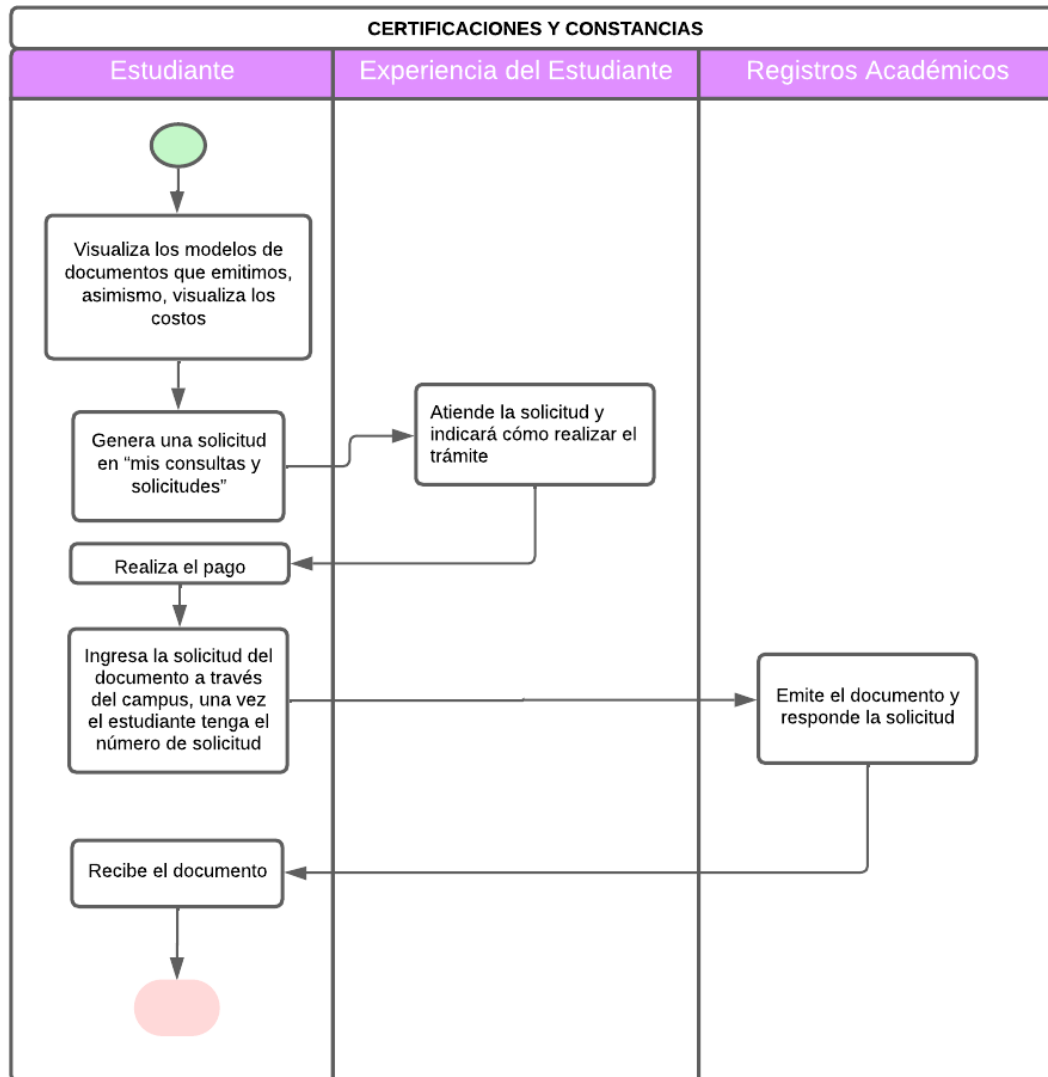 CERTIFICACIONES Y CONSTANCIAS
Estudiante
Experiencia del Estudiante
Registros Académicos
Visualiza los modelos de
documentos que emitimos,
asimismo, visualiza los
costos
Genera una solicitud
en “mis consultas y
solicitudes”
Atiende la solicitud y
indicará cómo realizar el
trámite
Realiza el pago
Ingresa la solicitud del
documento a través
del campus, una vez
el estudiante tenga el
número de solicitud
Emite el documento y
responde la solicitud
Recibe el documento